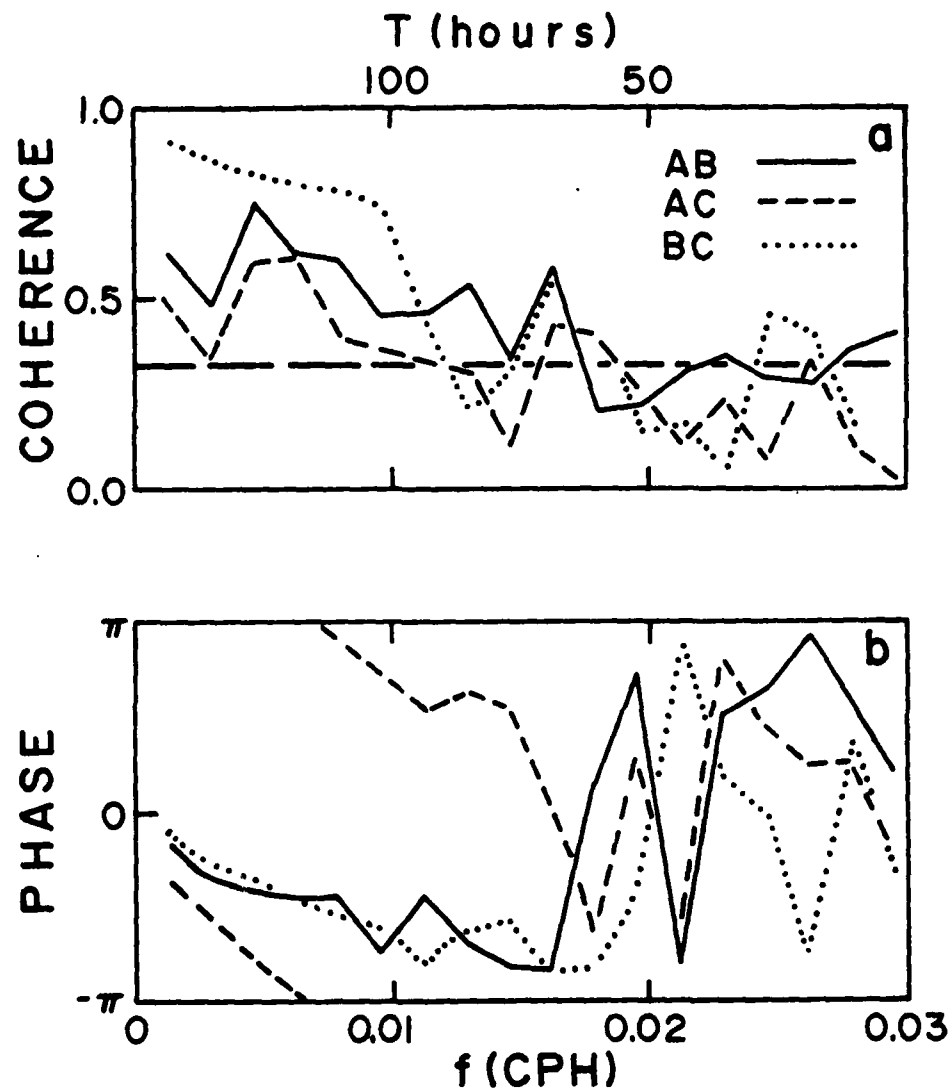 T (hours)
100 50
1.0
a
AB
AC
BC
COHERENCE
0.5
0.0
π
b
PHASE
0
-π
0 0.01 0.02 0.03
f (CPH)